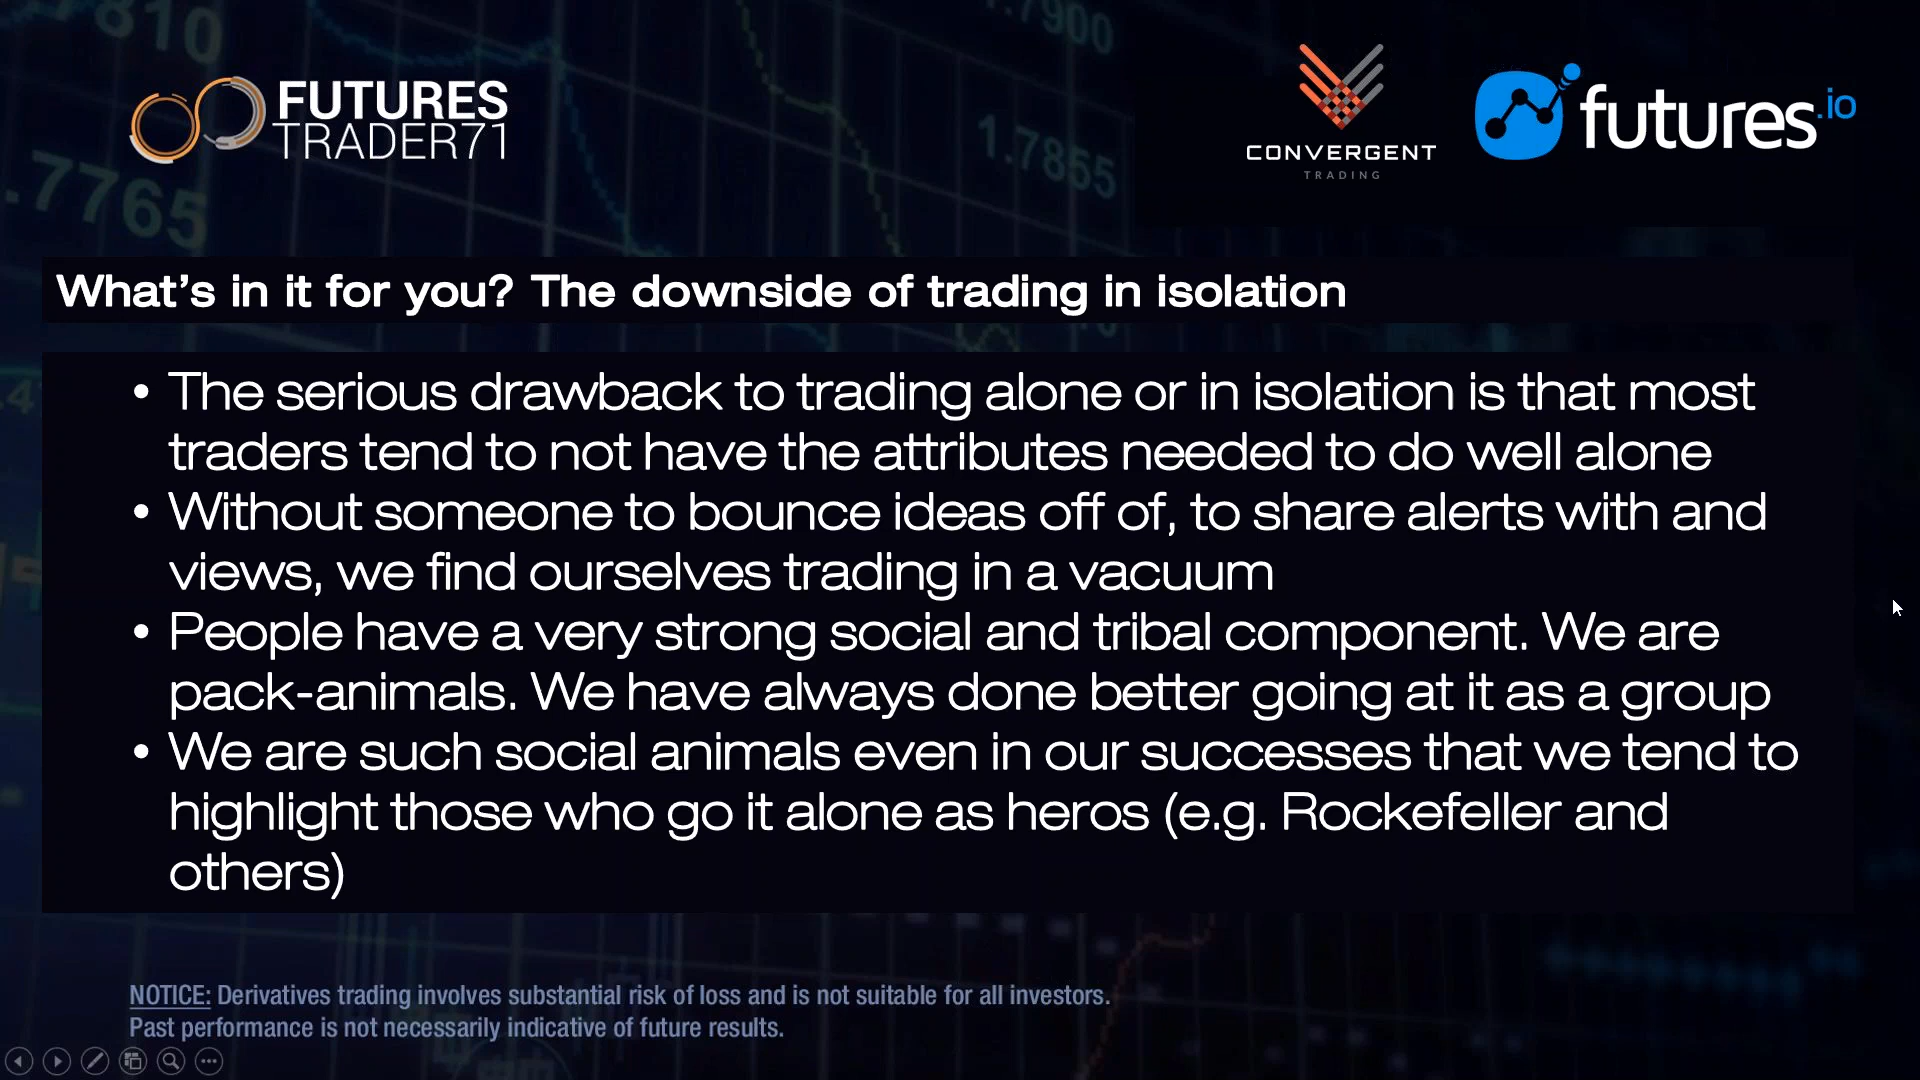 810
1.7900
FUTURES
TRADER71
CONVERGENT
TRADING
futures.io
1.7855
.7765
What's in it for you? The downside of trading in isolation
• The serious drawback to trading alone or in isolation is that most
traders tend to not have the attributes needed to do well alone
• Without someone to bounce ideas off of, to share alerts with and
views, we find ourselves trading in a vacuum
• People have a very strong social and tribal component. We are
pack-animals. We have always done better going at it as a group
• We are such social animals even in our successes that we tend to
highlight those who go it alone as heros (e.g. Rockefeller and
others)
NOTICE: Derivatives trading involves substantial risk of loss and is not suitable for all investors.
Past performance is not necessarily indicative of future results.